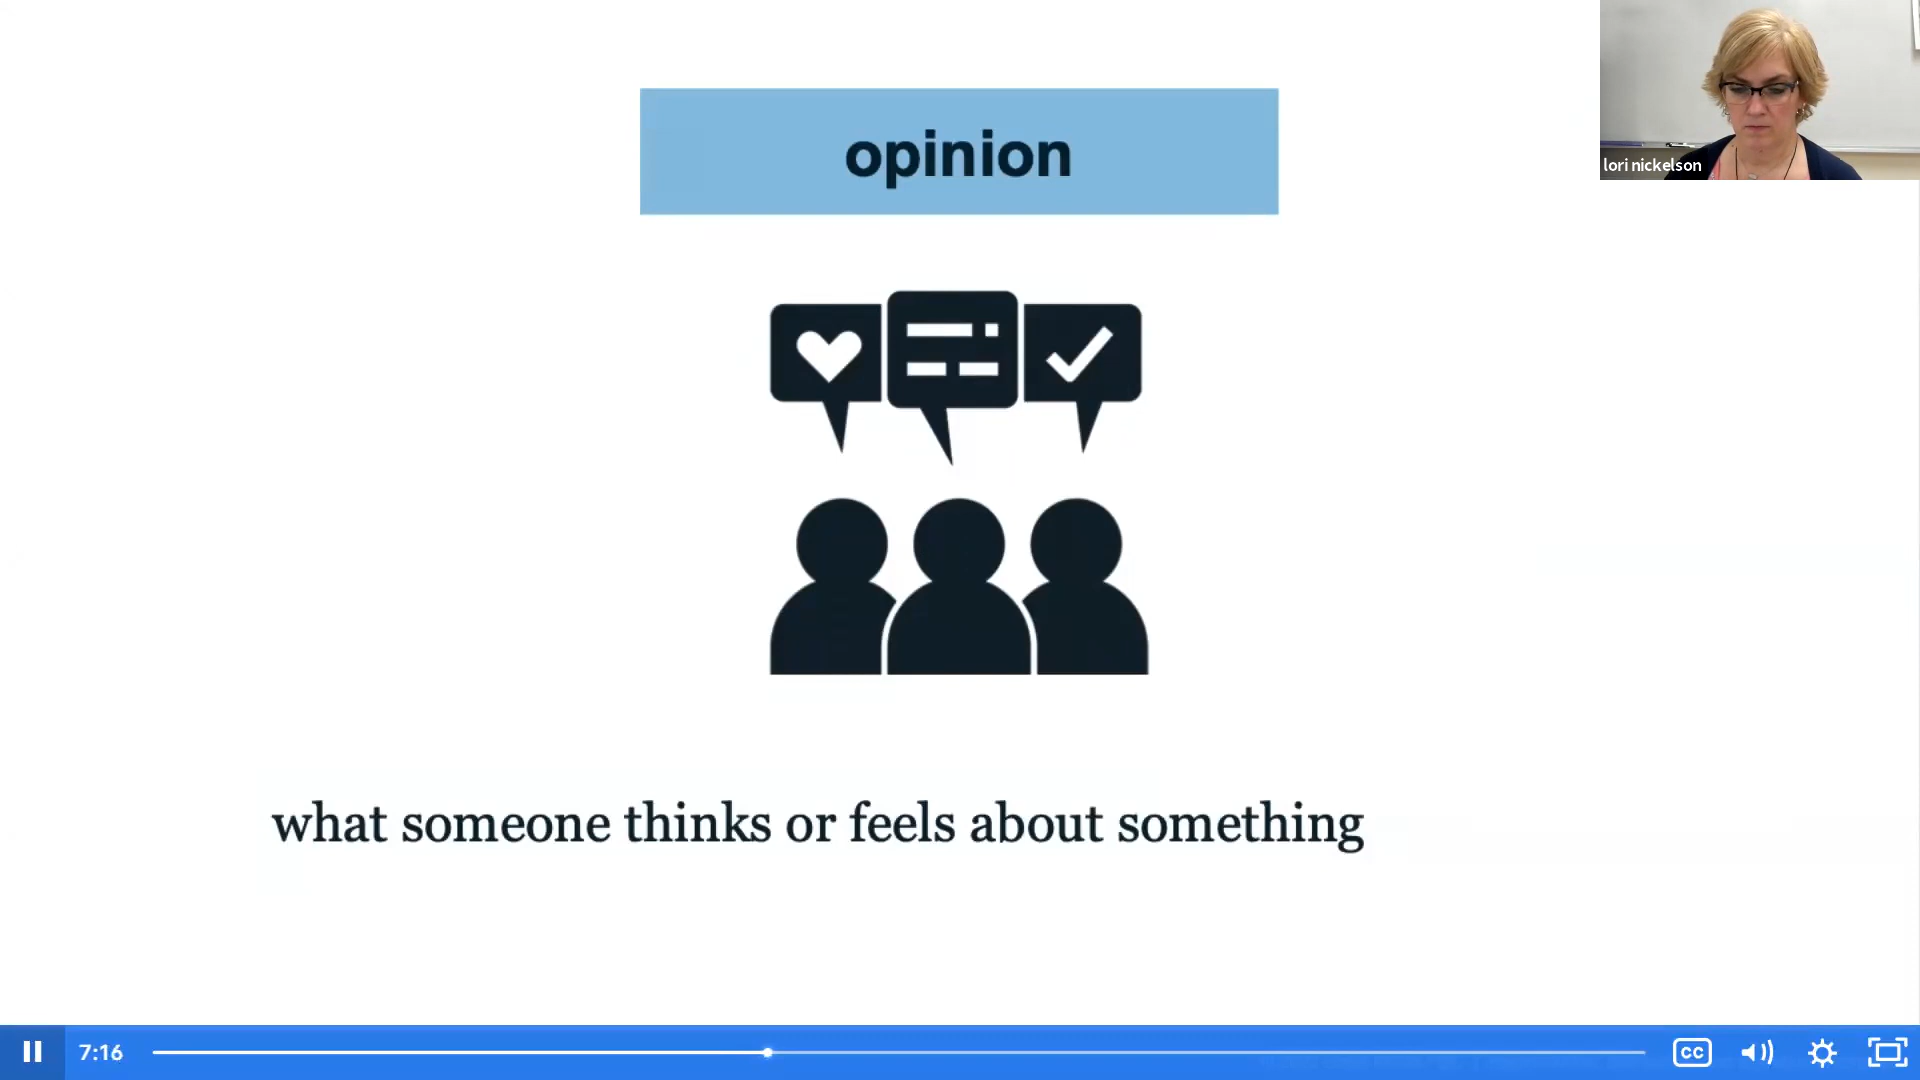 opinion
lori nickelson
what someone thinks or feels about something
7:16
CC